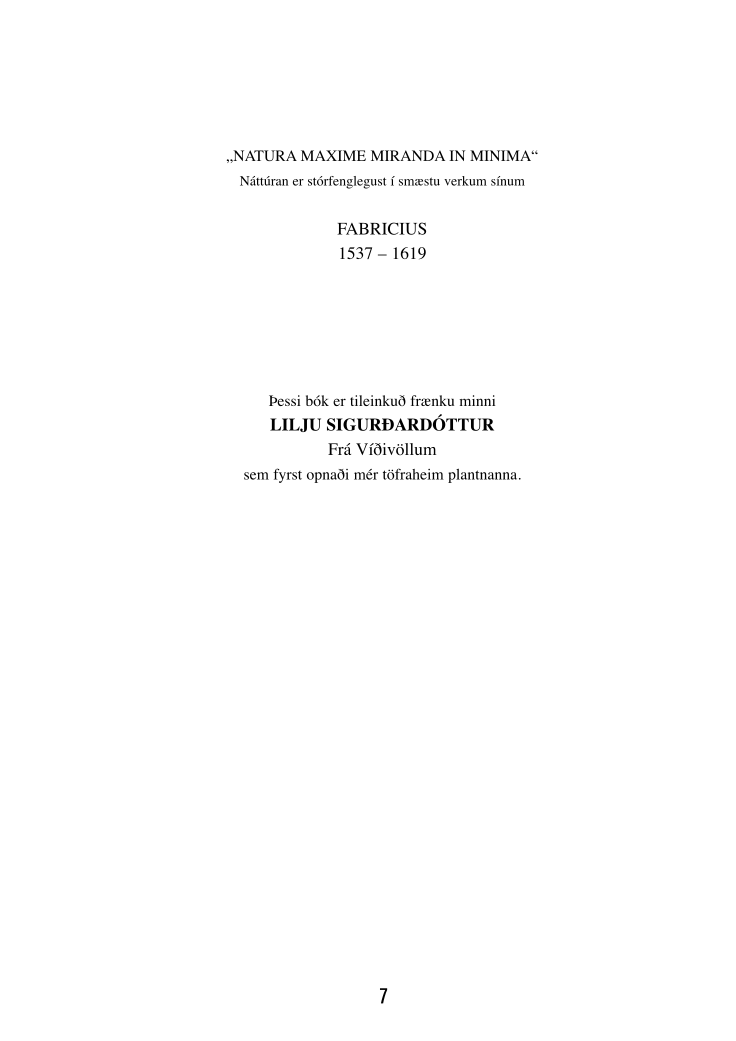 „NATURA MAXIME MIRANDA IN MINIMA“
Náttúran er stórfenglegust í smæstu verkum sínum
FABRICIUS
1537 – 1619
Þessi bók er tileinkuð frænku minni
LILJU SIGURÐARDÓTTUR
Frá Víðivöllum
sem fyrst opnaði mér töfraheim plantnanna.
7